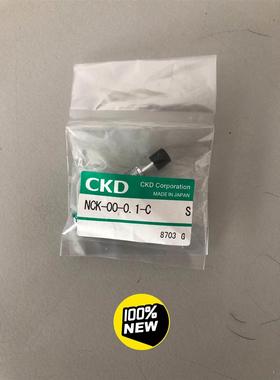 CKD
CKD Corporation
MADE IN JAPAN
NCK-00-0.1-C S
8703 G
100%
NEW